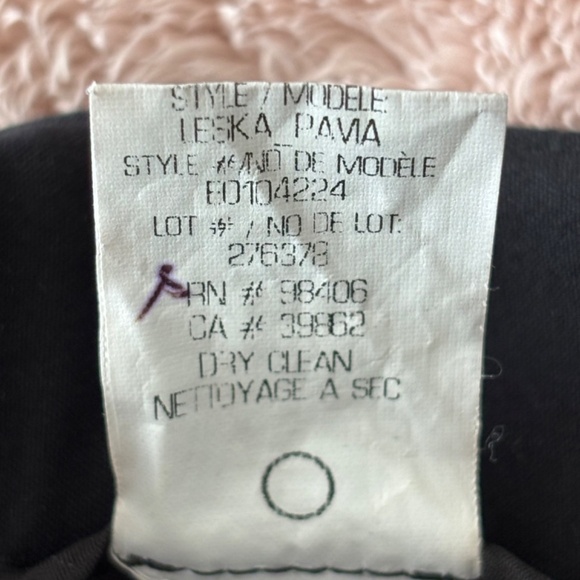 STYLE / MODELE
LESKA_PAVIA
STYLE #/NO DE MODÈLE
E0104224
LOT # / NO DE LOT:
276378
RN # 98406
CA # 39862
DRY CLEAN
NETTOYAGE A SEC